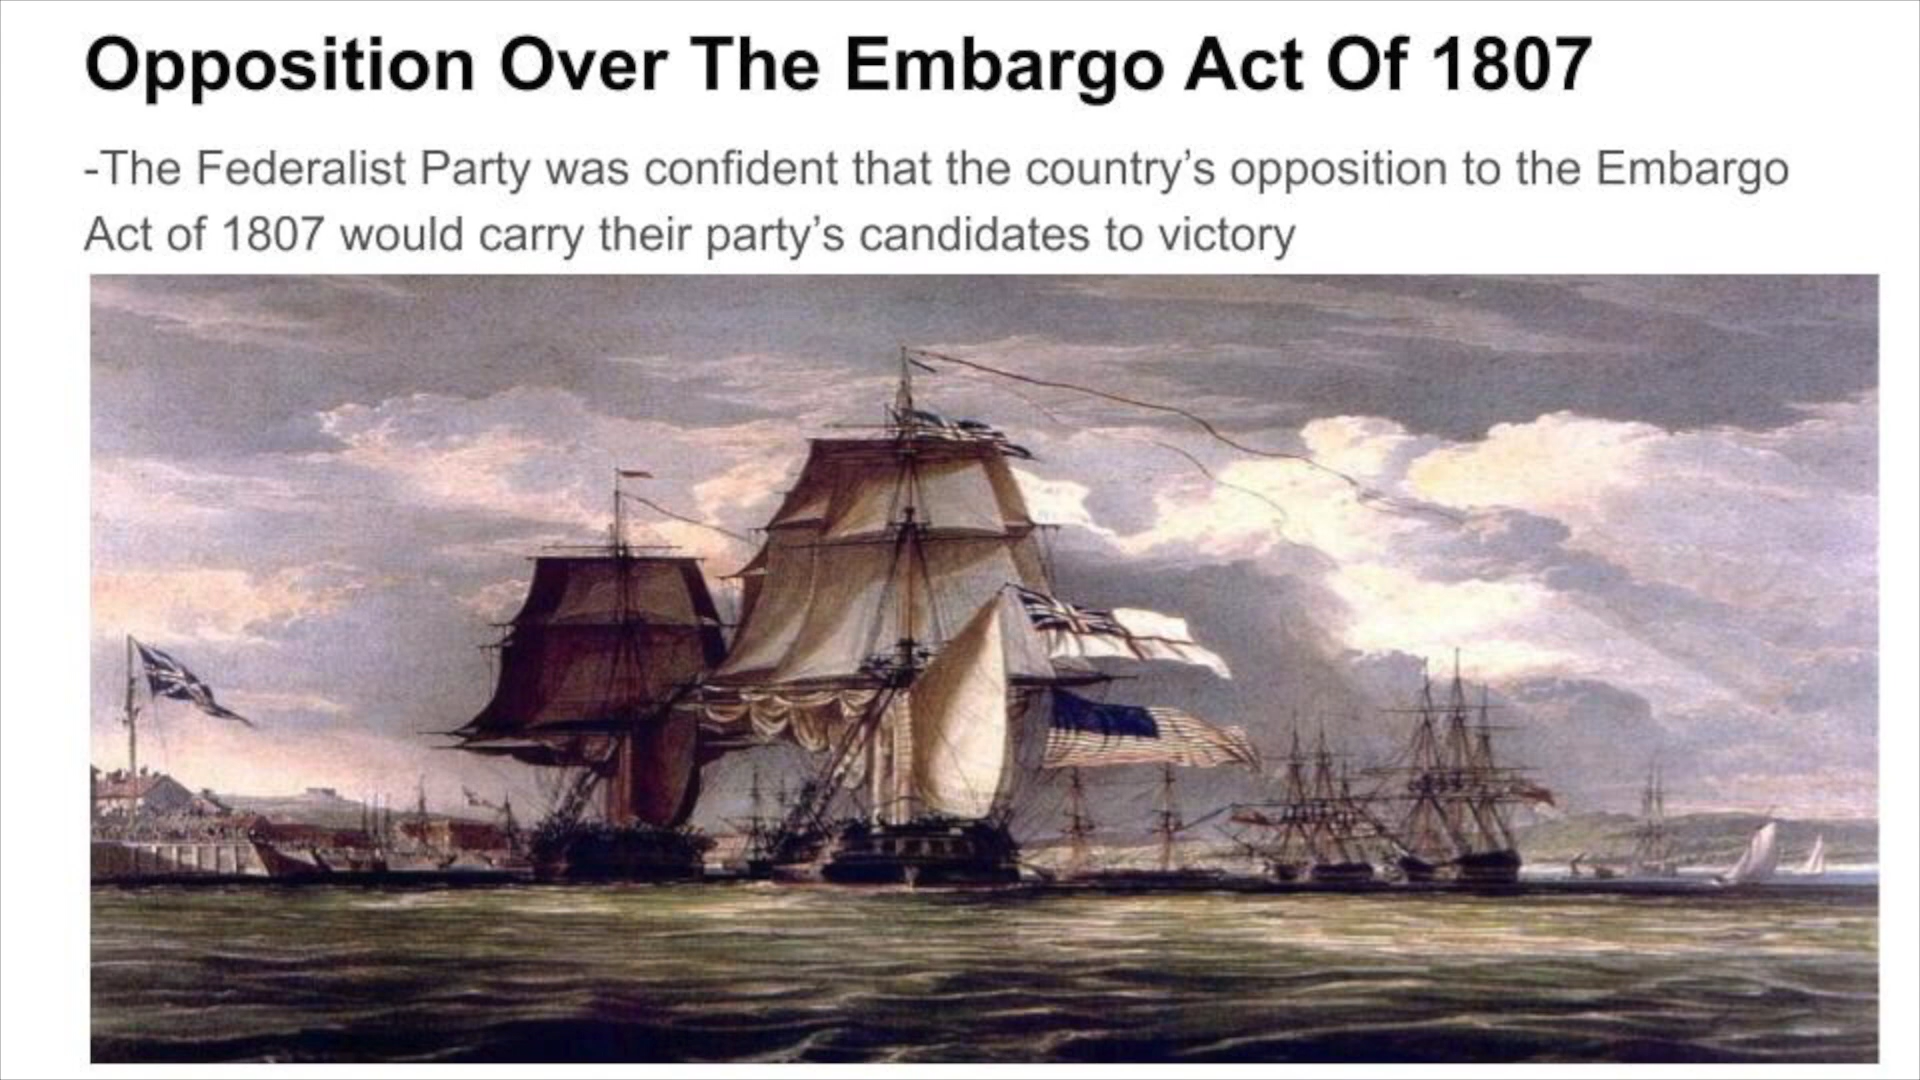 Opposition Over The Embargo Act Of 1807
-The Federalist Party was confident that the country’s opposition to the Embargo
Act of 1807 would carry their party’s candidates to victory